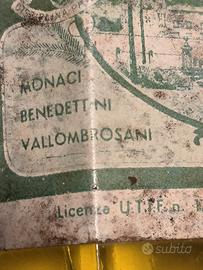 MONACI
BENEDETTINI
VALLOMBROSANI
Licenza U.T.I.F. n.
subito